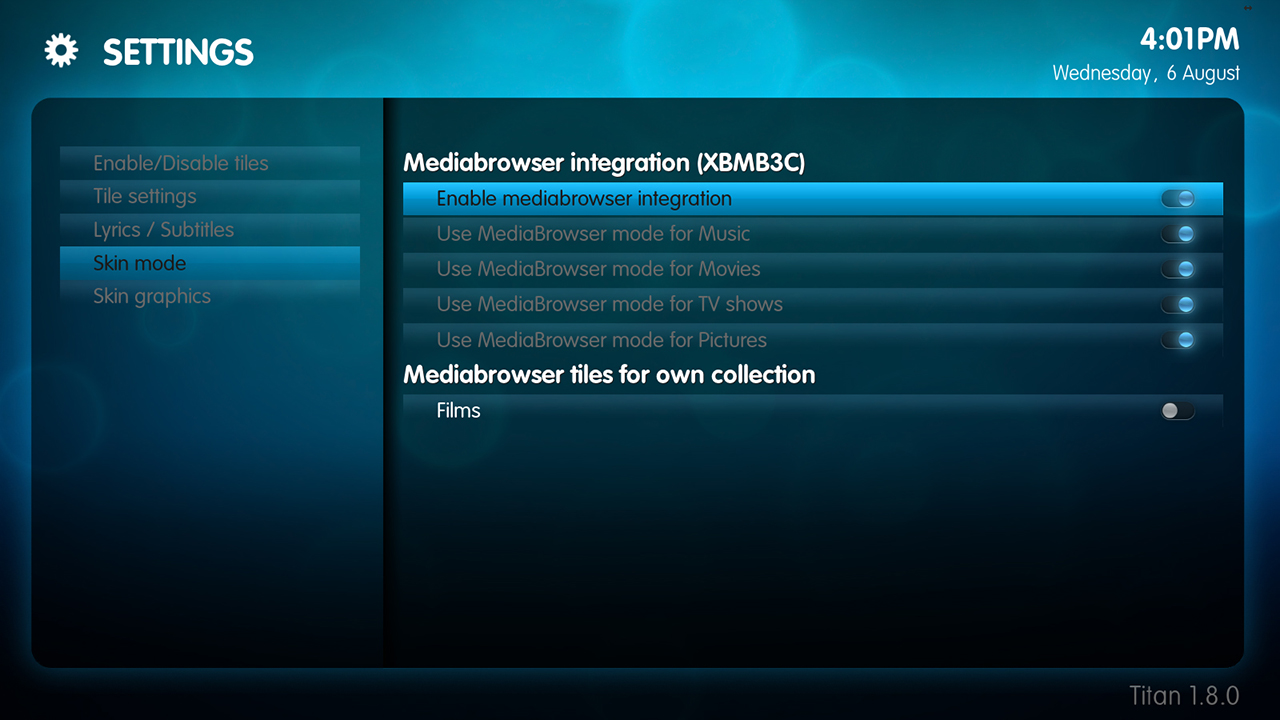 SETTINGS
4:01PM
Wednesday, 6 August
Enable/Disable tiles
Tile settings
Lyrics / Subtitles
Skin mode
Skin graphics
Mediabrowser integration (XBMB3C)
Enable mediabrowser integration
Use MediaBrowser mode for Music
Use MediaBrowser mode for Movies
Use MediaBrowser mode for TV shows
Use MediaBrowser mode for Pictures
Mediabrowser tiles for own collection
Films
Titan 1.8.0